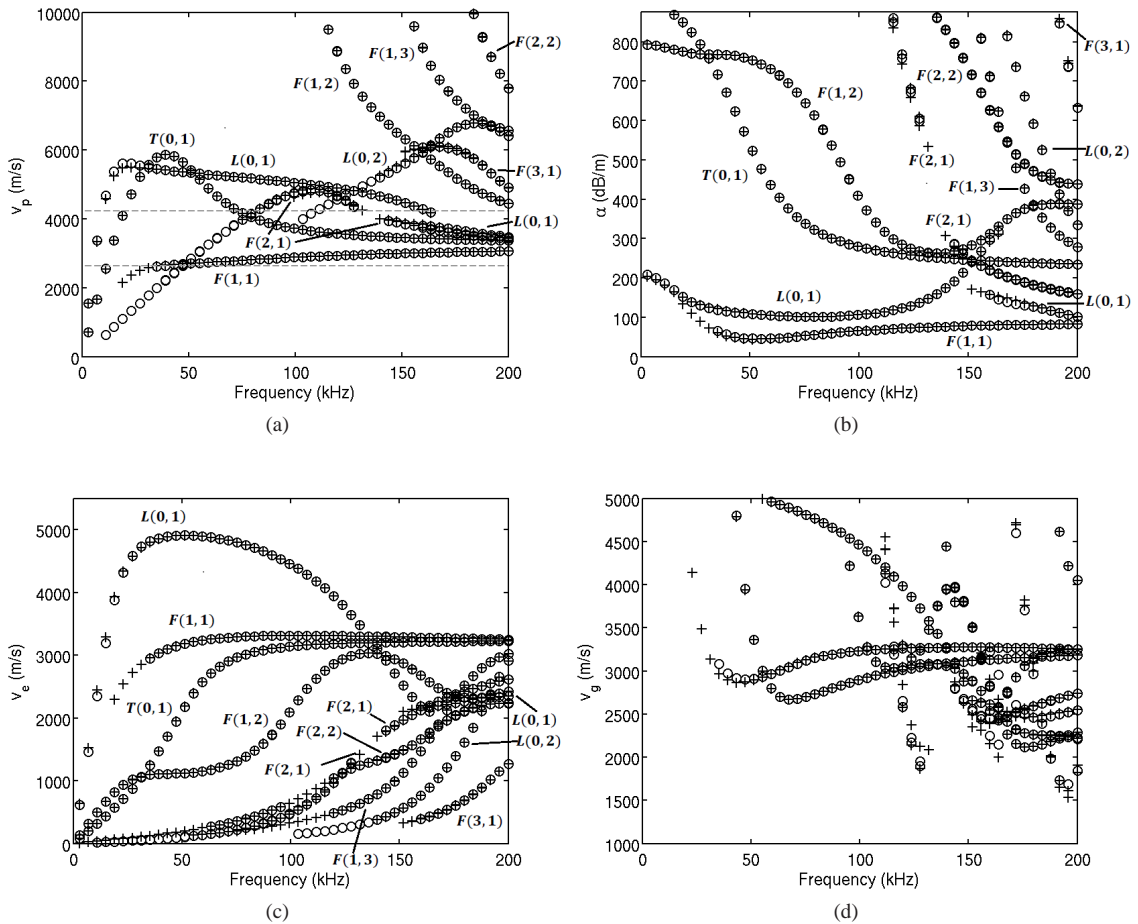 10000
8000
6000
4000
2000
0
v_p (m/s)
0 50 100 150 200
Frequency (kHz)
F(2,2)
F(1,3)
F(1,2)
T(0,1)
L(0,1)
L(0,2)
F(3,1)
F(2,1)
L(0,1)
F(1,1)
(a)
800
700
600
500
400
300
200
100
0
α (dB/m)
0 50 100 150 200
Frequency (kHz)
F(3,1)
F(2,2)
F(1,2)
F(2,1)
L(0,2)
T(0,1)
F(1,3)
F(2,1)
L(0,1)
L(0,1)
F(1,1)
(b)
5000
4000
3000
2000
1000
0
v_e (m/s)
0 50 100 150 200
Frequency (kHz)
L(0,1)
F(1,1)
T(0,1)
F(1,2)
F(2,1)
F(2,2)
F(2,1)
L(0,1)
L(0,2)
F(3,1)
F(1,3)
(c)
5000
4500
4000
3500
3000
2500
2000
1500
1000
v_g (m/s)
0 50 100 150 200
Frequency (kHz)
(d)